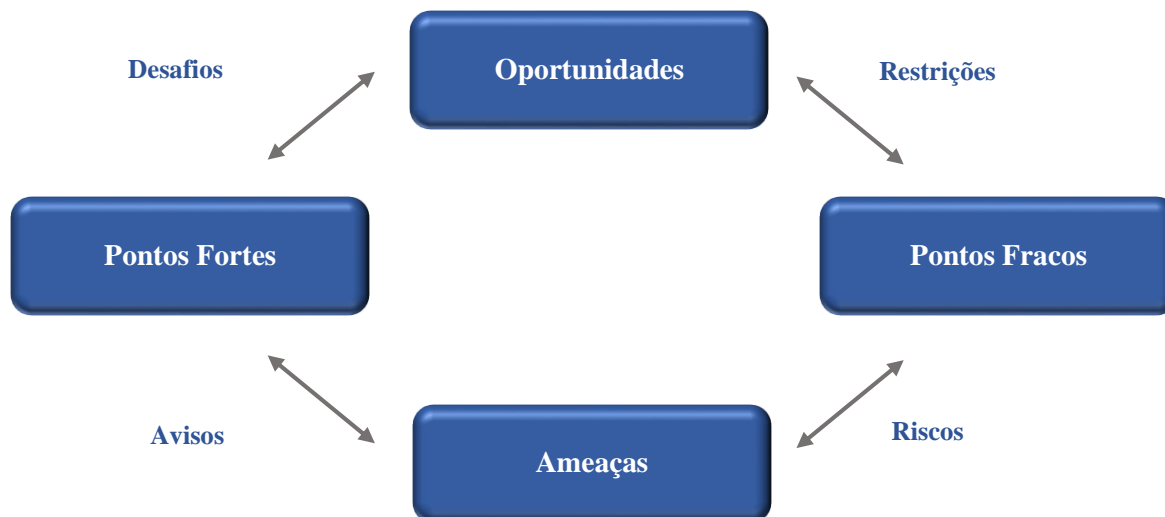 Desafios
Oportunidades
Restrições
Pontos Fortes
Pontos Fracos
Avisos
Ameaças
Riscos